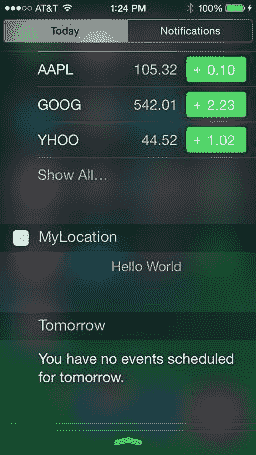 AT&T 1:24 PM 100%
Today Notifications
AAPL 105.32 + 0.10
GOOG 542.01 + 2.23
YHOO 44.52 + 1.02
Show All...
MyLocation
Hello World
Tomorrow
You have no events scheduled
for tomorrow.